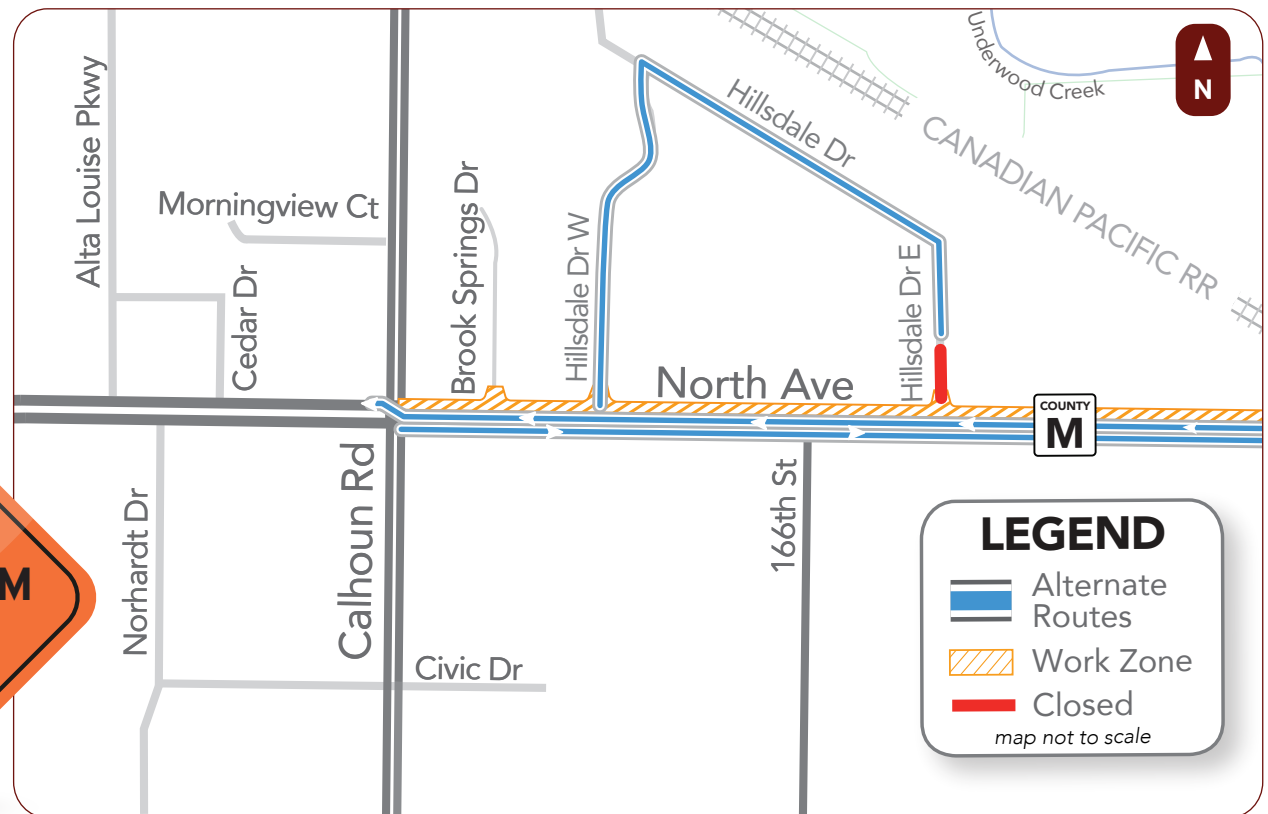 Underwood Creek
N
Alta Louise Pkwy
Hillsdale Dr
CANADIAN PACIFIC RR
Morningview Ct
Brook Springs Dr
Hillsdale Dr W
Hillsdale Dr E
Cedar Dr
North Ave
COUNTY
M
Calhoun Rd
166th St
Norhardt Dr
M
Civic Dr
LEGEND
Alternate
Routes
Work Zone
Closed
map not to scale